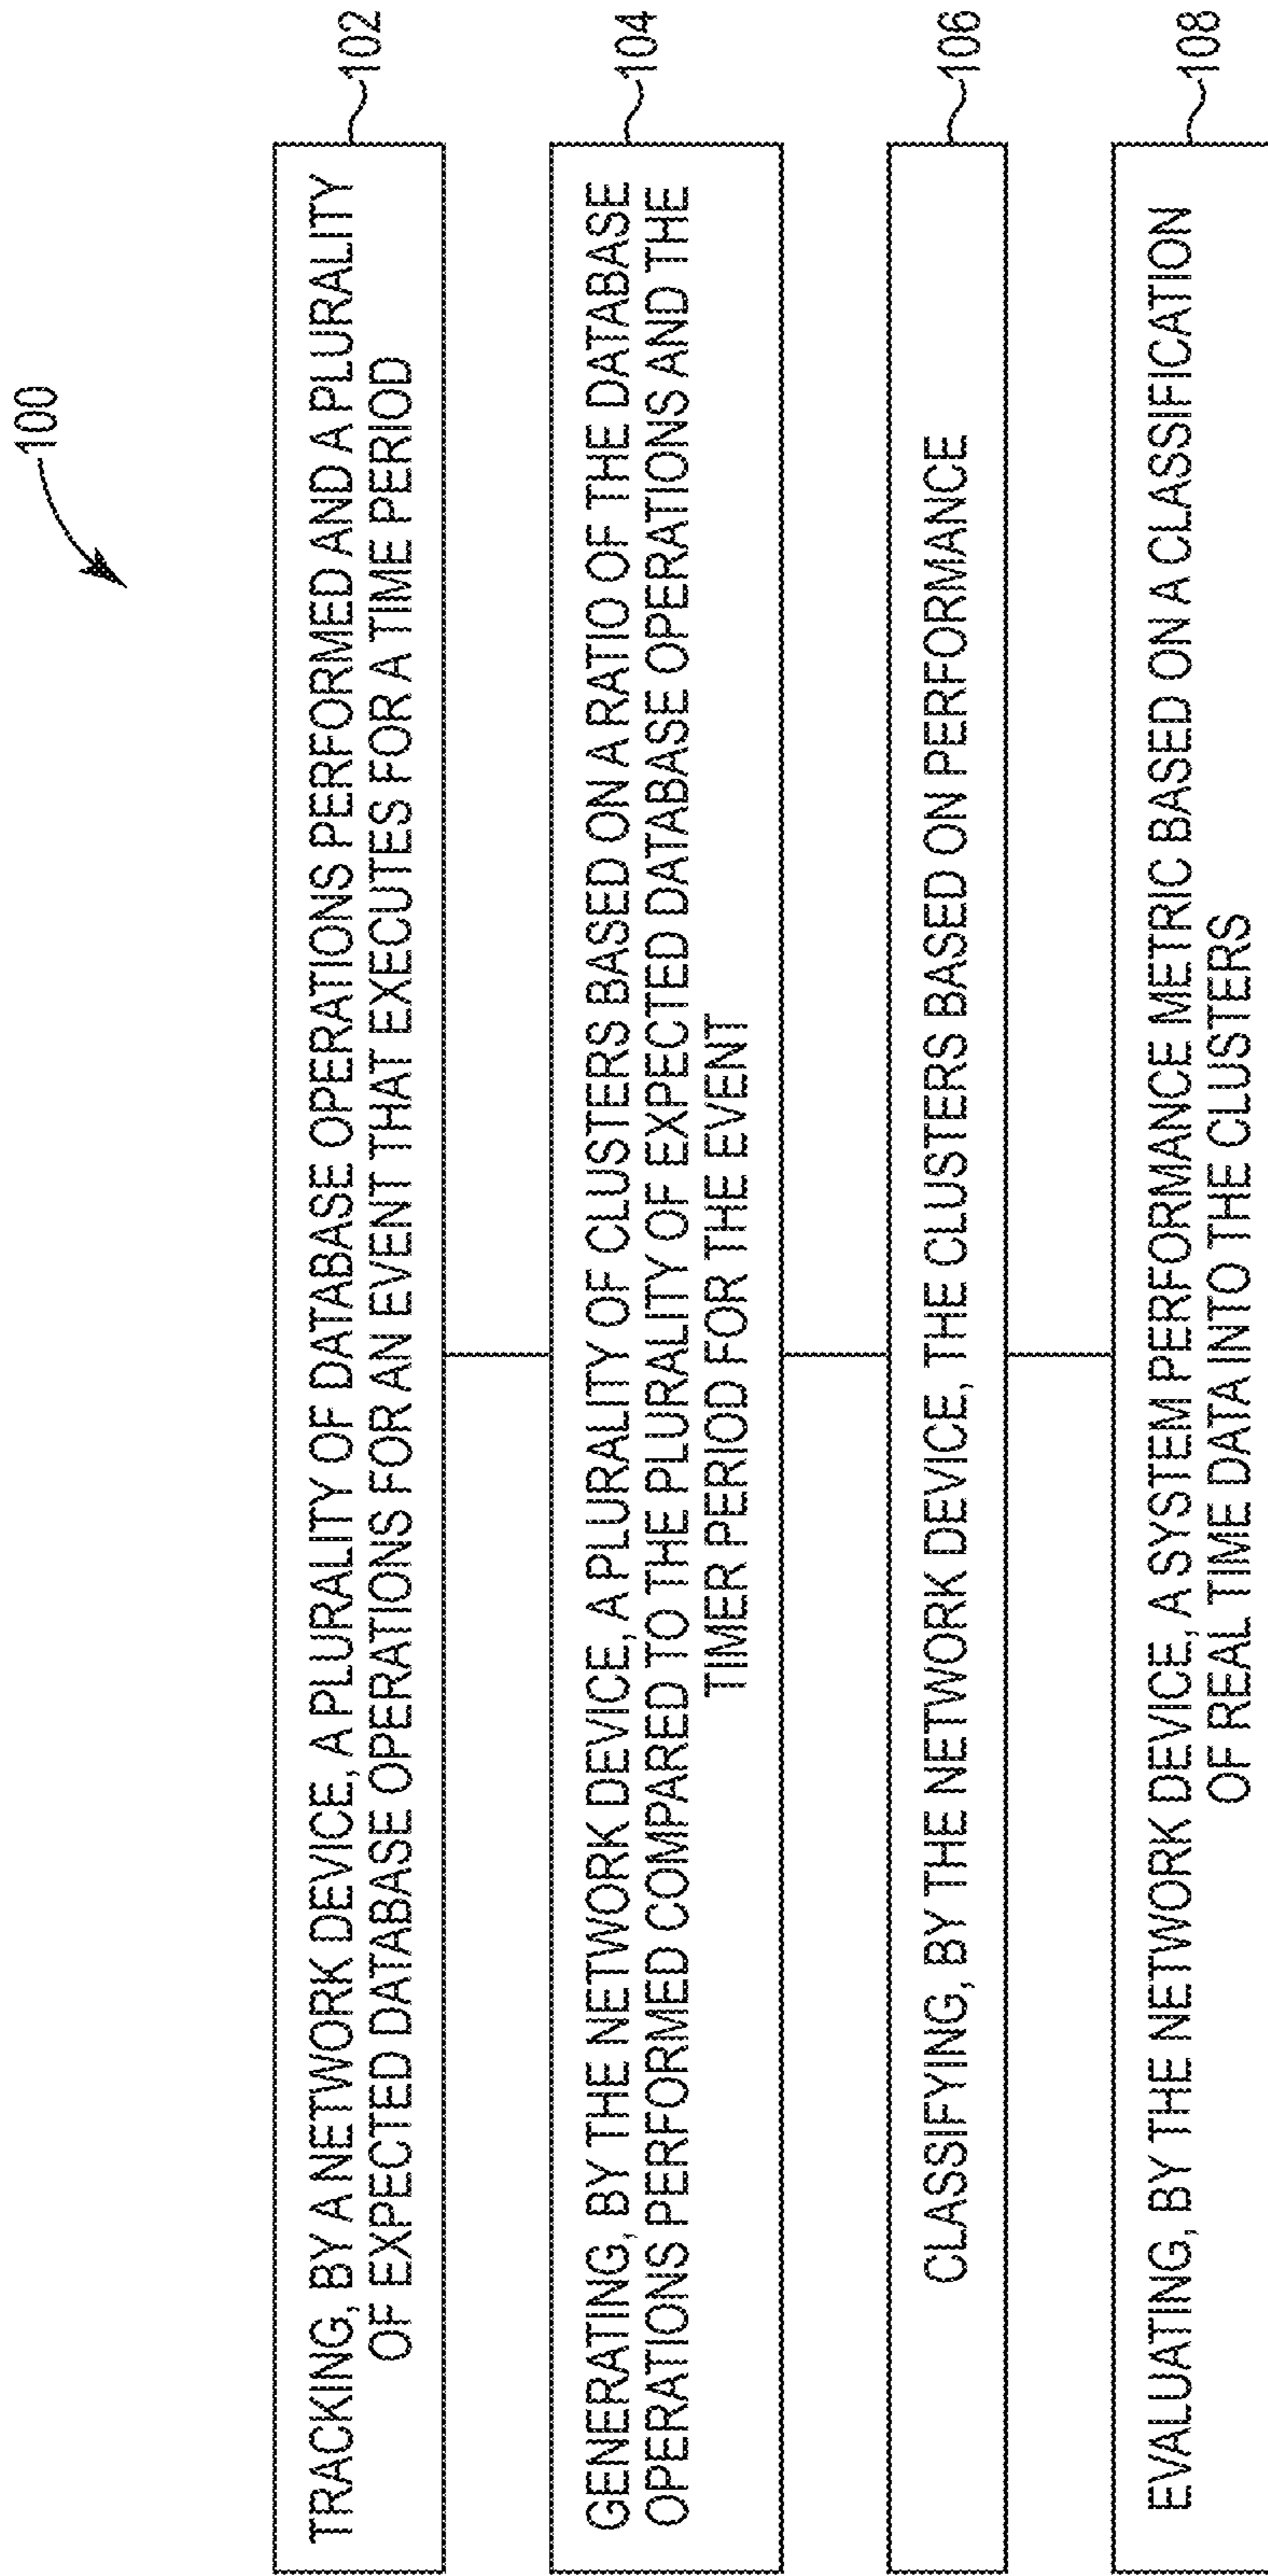 100
TRACKING, BY A NETWORK DEVICE, A PLURALITY OF DATABASE OPERATIONS PERFORMED AND A PLURALITY
OF EXPECTED DATABASE OPERATIONS FOR AN EVENT THAT EXECUTES FOR A TIME PERIOD
102
GENERATING, BY THE NETWORK DEVICE, A PLURALITY OF CLUSTERS BASED ON A RATIO OF THE DATABASE
OPERATIONS PERFORMED COMPARED TO THE PLURALITY OF EXPECTED DATABASE OPERATIONS AND THE
TIMER PERIOD FOR THE EVENT
104
CLASSIFYING, BY THE NETWORK DEVICE, THE CLUSTERS BASED ON PERFORMANCE
106
EVALUATING, BY THE NETWORK DEVICE, A SYSTEM PERFORMANCE METRIC BASED ON A CLASSIFICATION
OF REAL TIME DATA INTO THE CLUSTERS
108